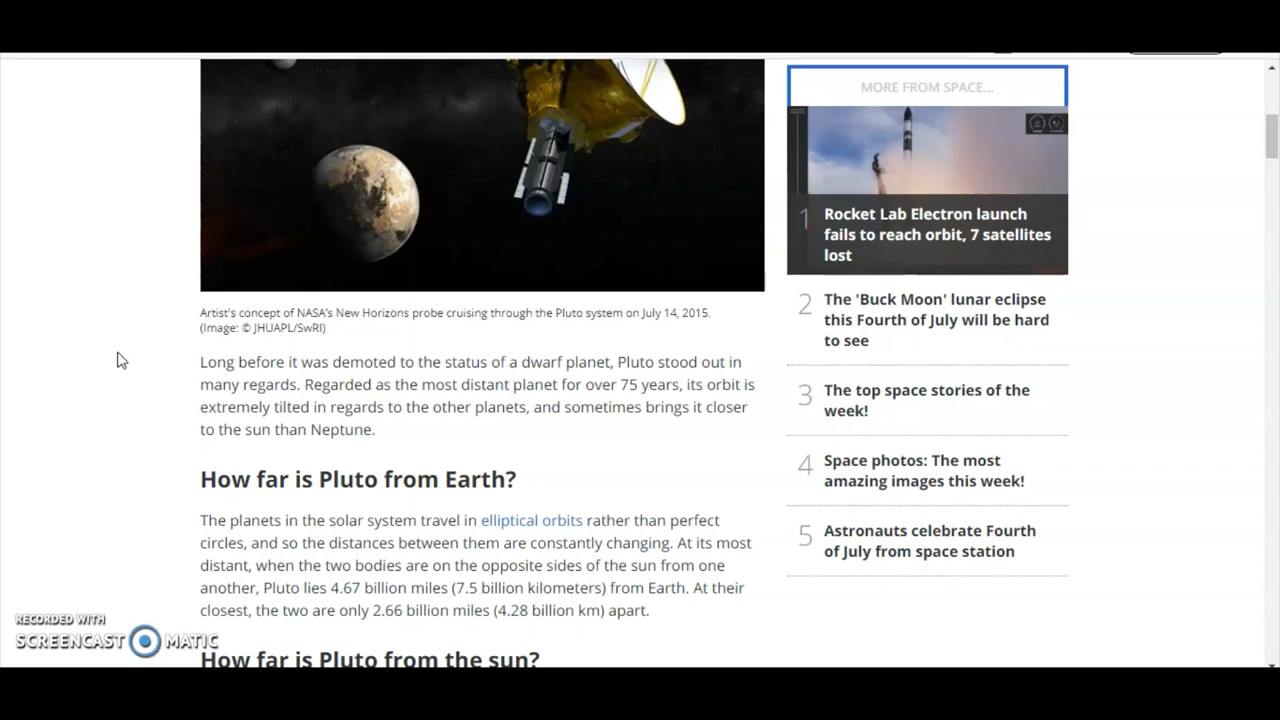 Artist's concept of NASA's New Horizons probe cruising through the Pluto system on July 14, 2015.
(Image: © JHUAPL/SwRI)
Long before it was demoted to the status of a dwarf planet, Pluto stood out in
many regards. Regarded as the most distant planet for over 75 years, its orbit is
extremely tilted in regards to the other planets, and sometimes brings it closer
to the sun than Neptune.
How far is Pluto from Earth?
The planets in the solar system travel in elliptical orbits rather than perfect
circles, and so the distances between them are constantly changing. At its most
distant, when the two bodies are on the opposite sides of the sun from one
another, Pluto lies 4.67 billion miles (7.5 billion kilometers) from Earth. At their
closest, the two are only 2.66 billion miles (4.28 billion km) apart.
How far is Pluto from the sun?
MORE FROM SPACE...
1
Rocket Lab Electron launch
fails to reach orbit, 7 satellites
lost
2
The 'Buck Moon' lunar eclipse
this Fourth of July will be hard
to see
3
The top space stories of the
week!
4
Space photos: The most
amazing images this week!
5
Astronauts celebrate Fourth
of July from space station
RECORDED WITH
SCREENCAST MATIC